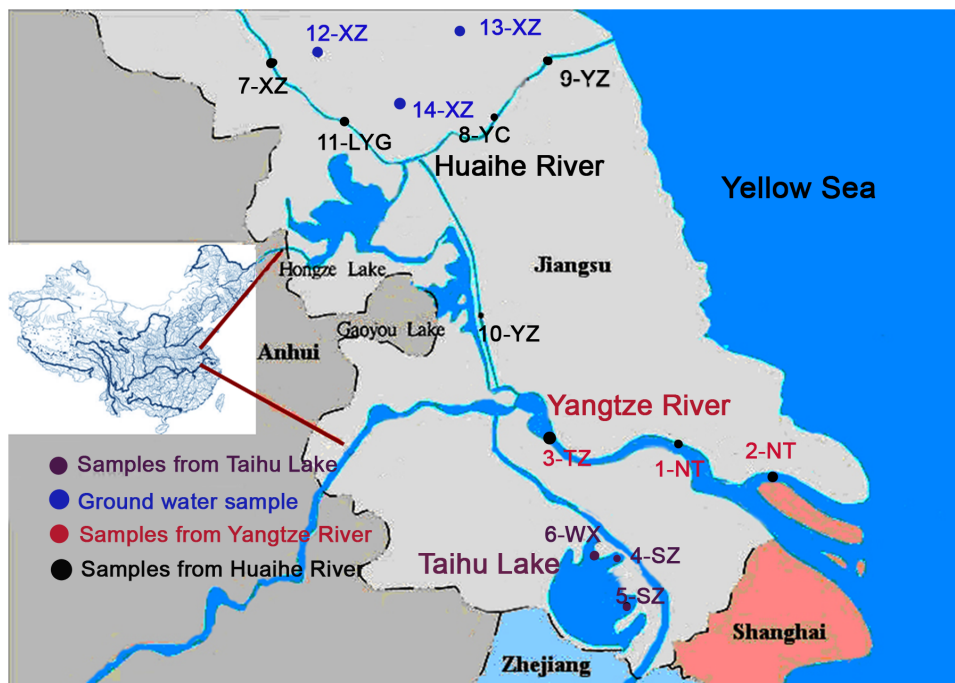 12-XZ
13-XZ
7-XZ
9-YZ
14-XZ
11-LYG
8-YC
Huaihe River
Yellow Sea
Hongze Lake
Jiangsu
Gaoyou Lake
10-YZ
Anhui
Yangtze River
3-TZ
1-NT
2-NT
Samples from Taihu Lake
Ground water sample
Samples from Yangtze River
Samples from Huaihe River
6-WX
Taihu Lake
4-SZ
5-SZ
Shanghai
Zhejiang